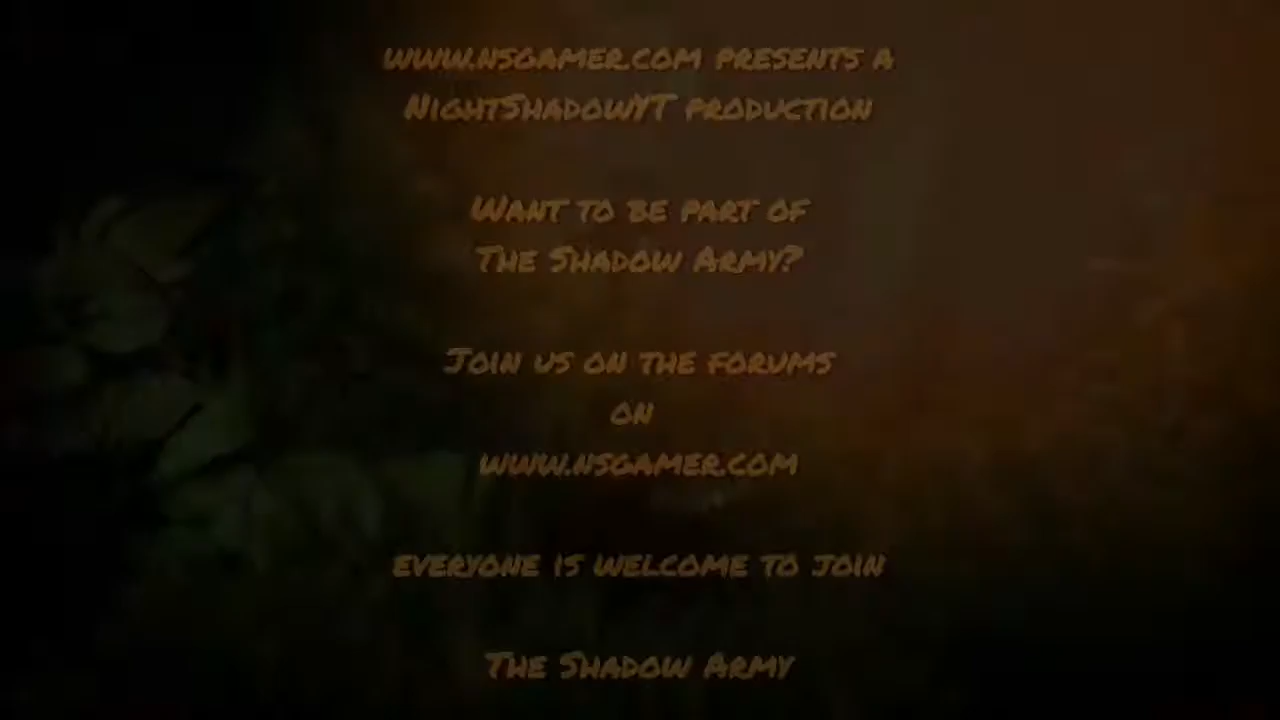 www.nsgamer.com presents a
NightShadowYT production
Want to be part of
The Shadow Army?
Join us on the forums
on
www.nsgamer.com
everyone is welcome to join
The Shadow Army